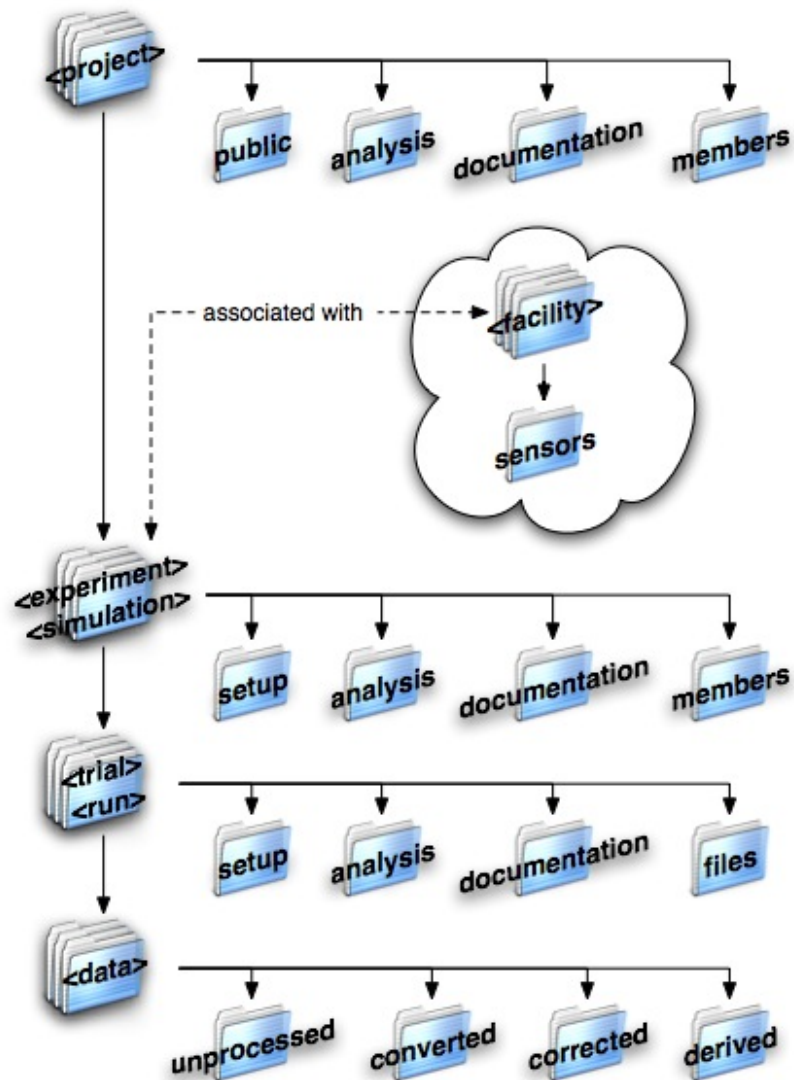 <project>
public
analysis
documentation
members
associated with
<facility>
sensors
<experiment>
<simulation>
setup
analysis
documentation
members
<trial>
<run>
setup
analysis
documentation
files
<data>
unprocessed
converted
corrected
derived